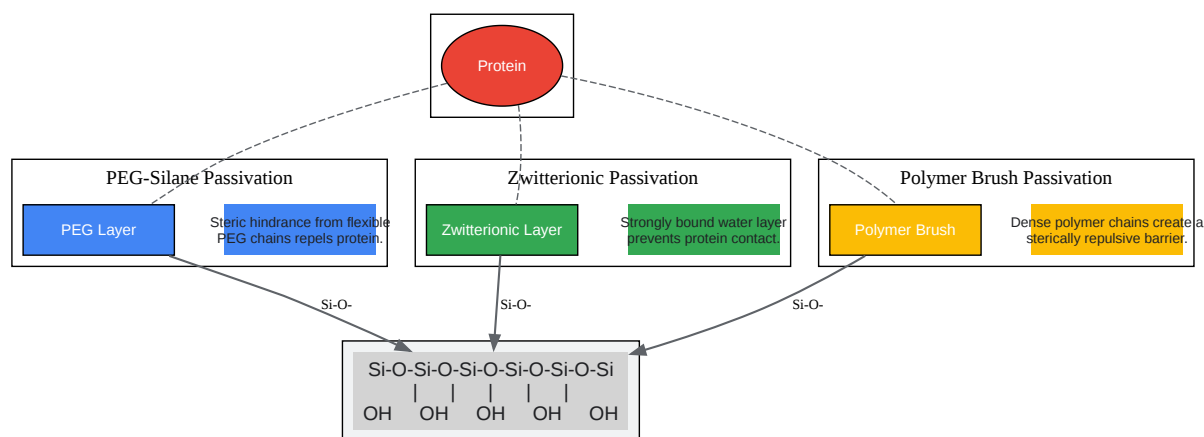 Protein
PEG-Silane Passivation
PEG Layer
Steric hindrance from flexible
PEG chains repels protein.
Zwitterionic Passivation
Zwitterionic Layer
Strongly bound water layer
prevents protein contact.
Polymer Brush Passivation
Polymer Brush
Dense polymer chains create a
sterically repulsive barrier.
Si-O-
Si-O-
Si-O-
Si-O-Si-O-Si-O-Si-O-Si-O-Si
| | | | |
OH OH OH OH OH